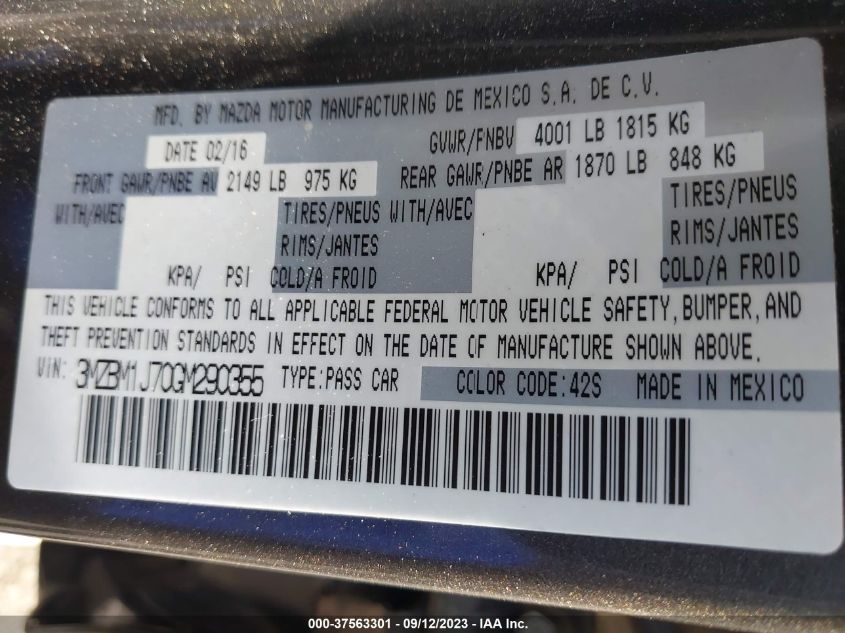 MFD. BY MAZDA MOTOR MANUFACTURING DE MEXICO S.A. DE C.V.
DATE 02/16 GVWR/FNBV 4001 LB 1815 KG
FRONT GAWR/PNBE AV 2149 LB 975 KG REAR GAWR/PNBE AR 1870 LB 848 KG
WITH/AVEC TIRES/PNEUS WITH/AVEC TIRES/PNEUS
RIMS/JANTES RIMS/JANTES
KPA/ PSI COLD/A FROID KPA/ PSI COLD/A FROID
THIS VEHICLE CONFORMS TO ALL APPLICABLE FEDERAL MOTOR VEHICLE SAFETY, BUMPER, AND
THEFT PREVENTION STANDARDS IN EFFECT ON THE DATE OF MANUFACTURE SHOWN ABOVE.
VIN: 3MZBM1J70GM290355 TYPE: PASS CAR COLOR CODE: 42S MADE IN MEXICO
000-37563301 - 09/12/2023 - IAA Inc.